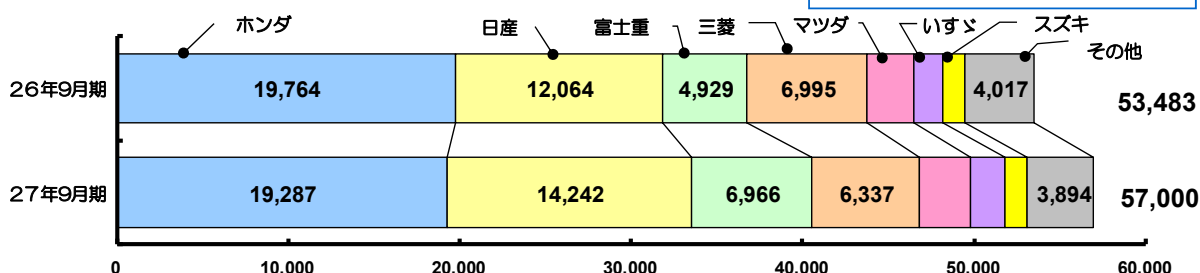 ホンダ 日産 富士重 三菱 マツダ いすゞ スズキ その他
26年9月期 19,764 12,064 4,929 6,995 4,017 53,483
27年9月期 19,287 14,242 6,966 6,337 3,894 57,000
0 10,000 20,000 30,000 40,000 50,000 60,000